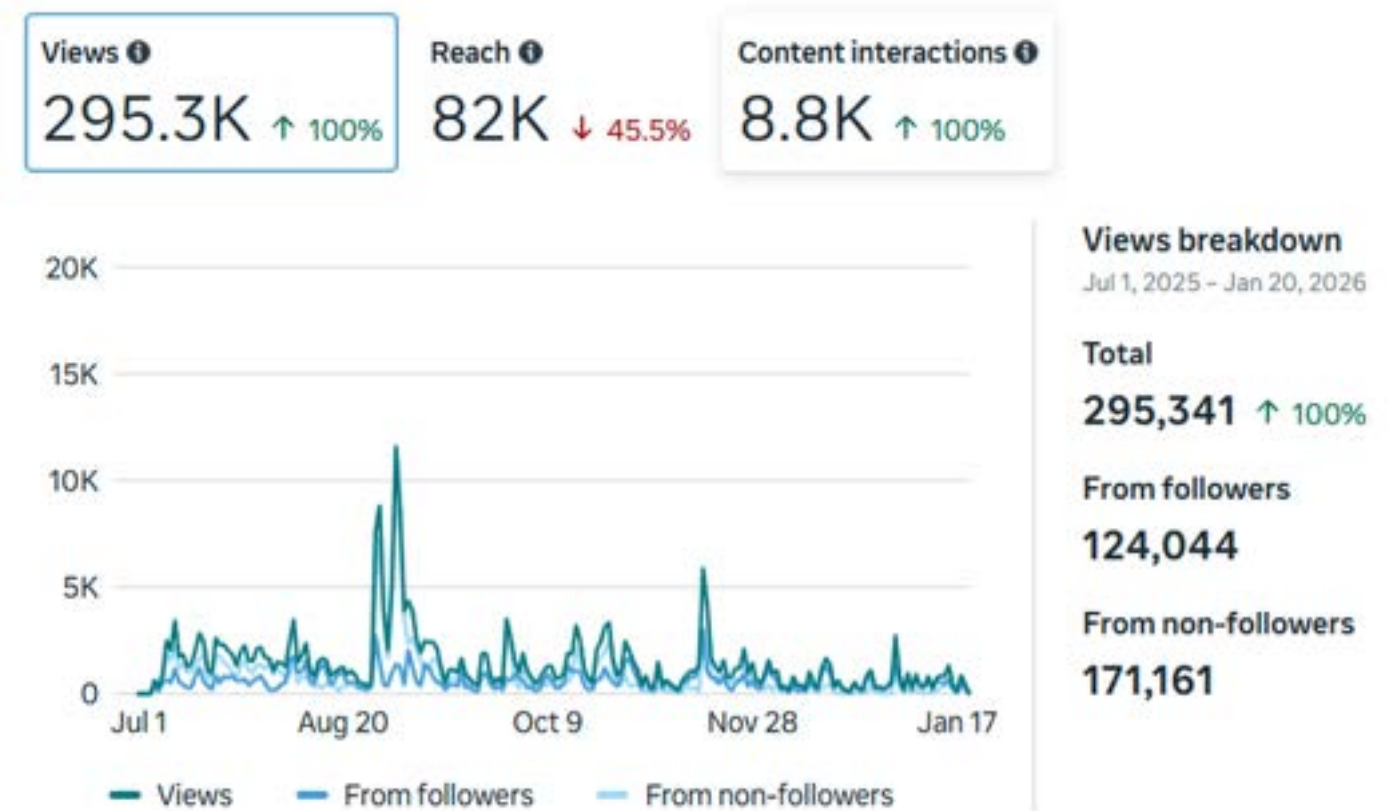 Views
295.3K ↑ 100%
Reach
82K ↓ 45.5%
Content interactions
8.8K ↑ 100%
20K
15K
10K
5K
0
Jul 1
Aug 20
Oct 9
Nov 28
Jan 17
Views
From followers
From non-followers
Views breakdown
Jul 1, 2025 - Jan 20, 2026
Total
295,341 ↑ 100%
From followers
124,044
From non-followers
171,161